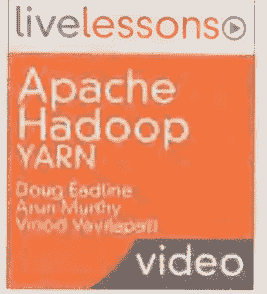 livelessons
Apache
Hadoop
YARN
Doug Eadline
Arun Murthy
Vinod Vavilapalli
video